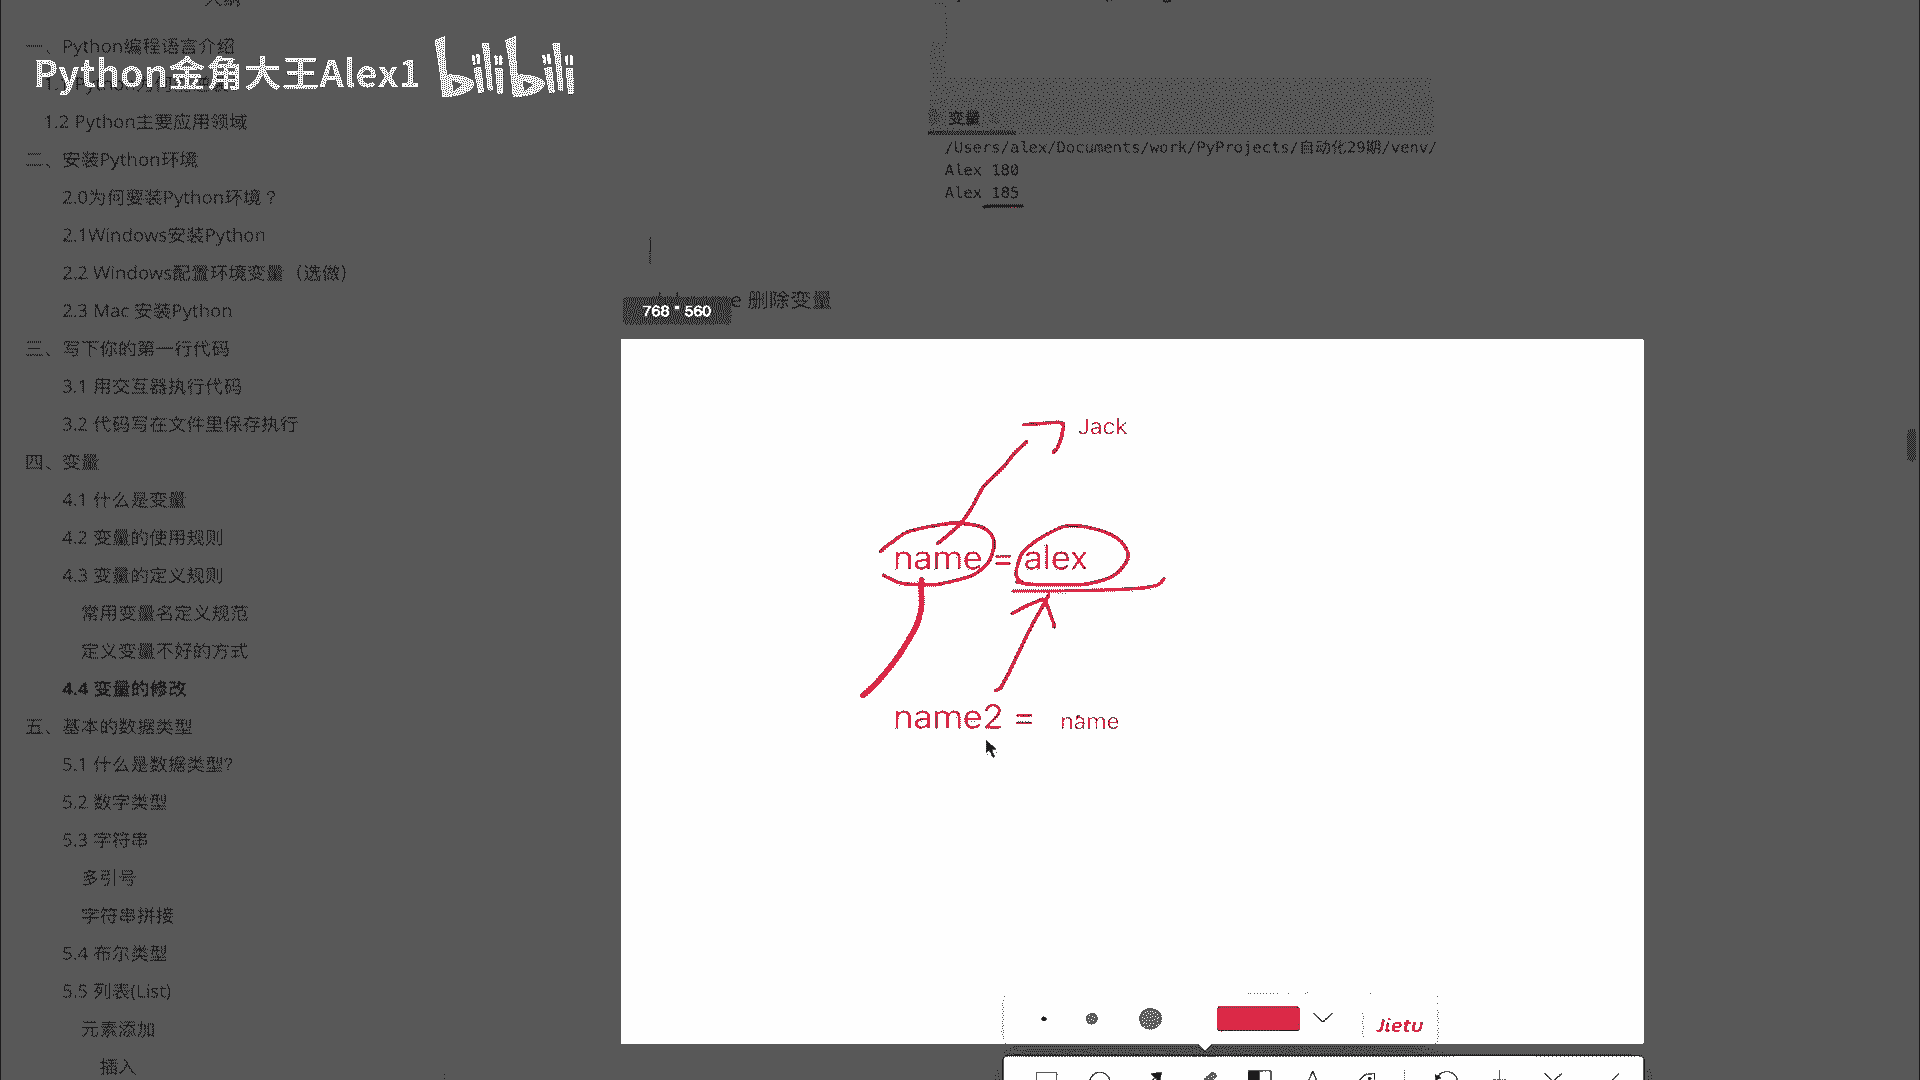 大纲
一、Python编程语言介绍
Python金角大王Alex1 bilibili
1.2 Python主要应用领域
二、安装Python环境
2.0为何要装Python环境？
2.1Windows安装Python
2.2 Windows配置环境变量（选做）
2.3 Mac 安装Python
三、写下你的第一行代码
3.1 用交互器执行代码
3.2 代码写在文件里保存执行
四、变量
4.1 什么是变量
4.2 变量的使用规则
4.3 变量的定义规则
常用变量名定义规范
定义变量不好的方式
4.4 变量的修改
五、基本的数据类型
5.1 什么是数据类型?
5.2 数字类型
5.3 字符串
多引号
字符串拼接
5.4 布尔类型
5.5 列表(List)
元素添加
插入
变量
/Users/alex/Documents/work/PyProjects/自动化29期/venv/
Alex 180
Alex 185
删除变量
768 * 560
Jack
name = alex
name2 = name
Jietu